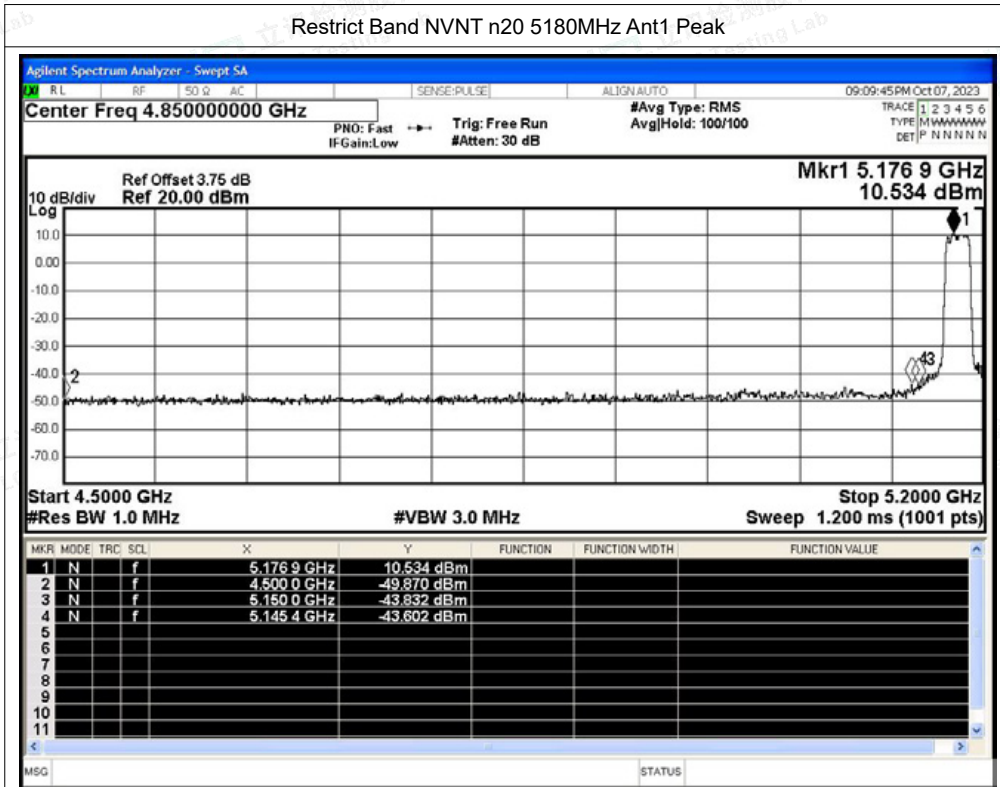 Restrict Band NVNT n20 5180MHz Ant1 Peak
Agilent Spectrum Analyzer - Swept SA
RL RF 50 Ω AC SENSE:PULSE ALIGN AUTO 09:09:45 PM Oct 07, 2023
Center Freq 4.850000000 GHz #Avg Type: RMS TRACE 1 2 3 4 5 6
PNO: Fast Trig: Free Run Avg|Hold: 100/100 TYPE MWWWWW
IFGain:Low #Atten: 30 dB DET P N N N N N
Mkr1 5.176 9 GHz
10.534 dBm
Ref Offset 3.75 dB
10 dB/div Ref 20.00 dBm
Log
1
10.0
0.00
-10.0
-20.0
-30.0
43
-40.0
2
-50.0
-60.0
-70.0
Start 4.5000 GHz Stop 5.2000 GHz
#Res BW 1.0 MHz #VBW 3.0 MHz Sweep 1.200 ms (1001 pts)
MKR MODE TRC SCL X Y FUNCTION FUNCTION WIDTH FUNCTION VALUE
1 N f 5.176 9 GHz 10.534 dBm
2 N f 4.500 0 GHz -49.870 dBm
3 N f 5.150 0 GHz -43.832 dBm
4 N f 5.145 4 GHz -43.602 dBm
5
6
7
8
9
10
11
MSG STATUS